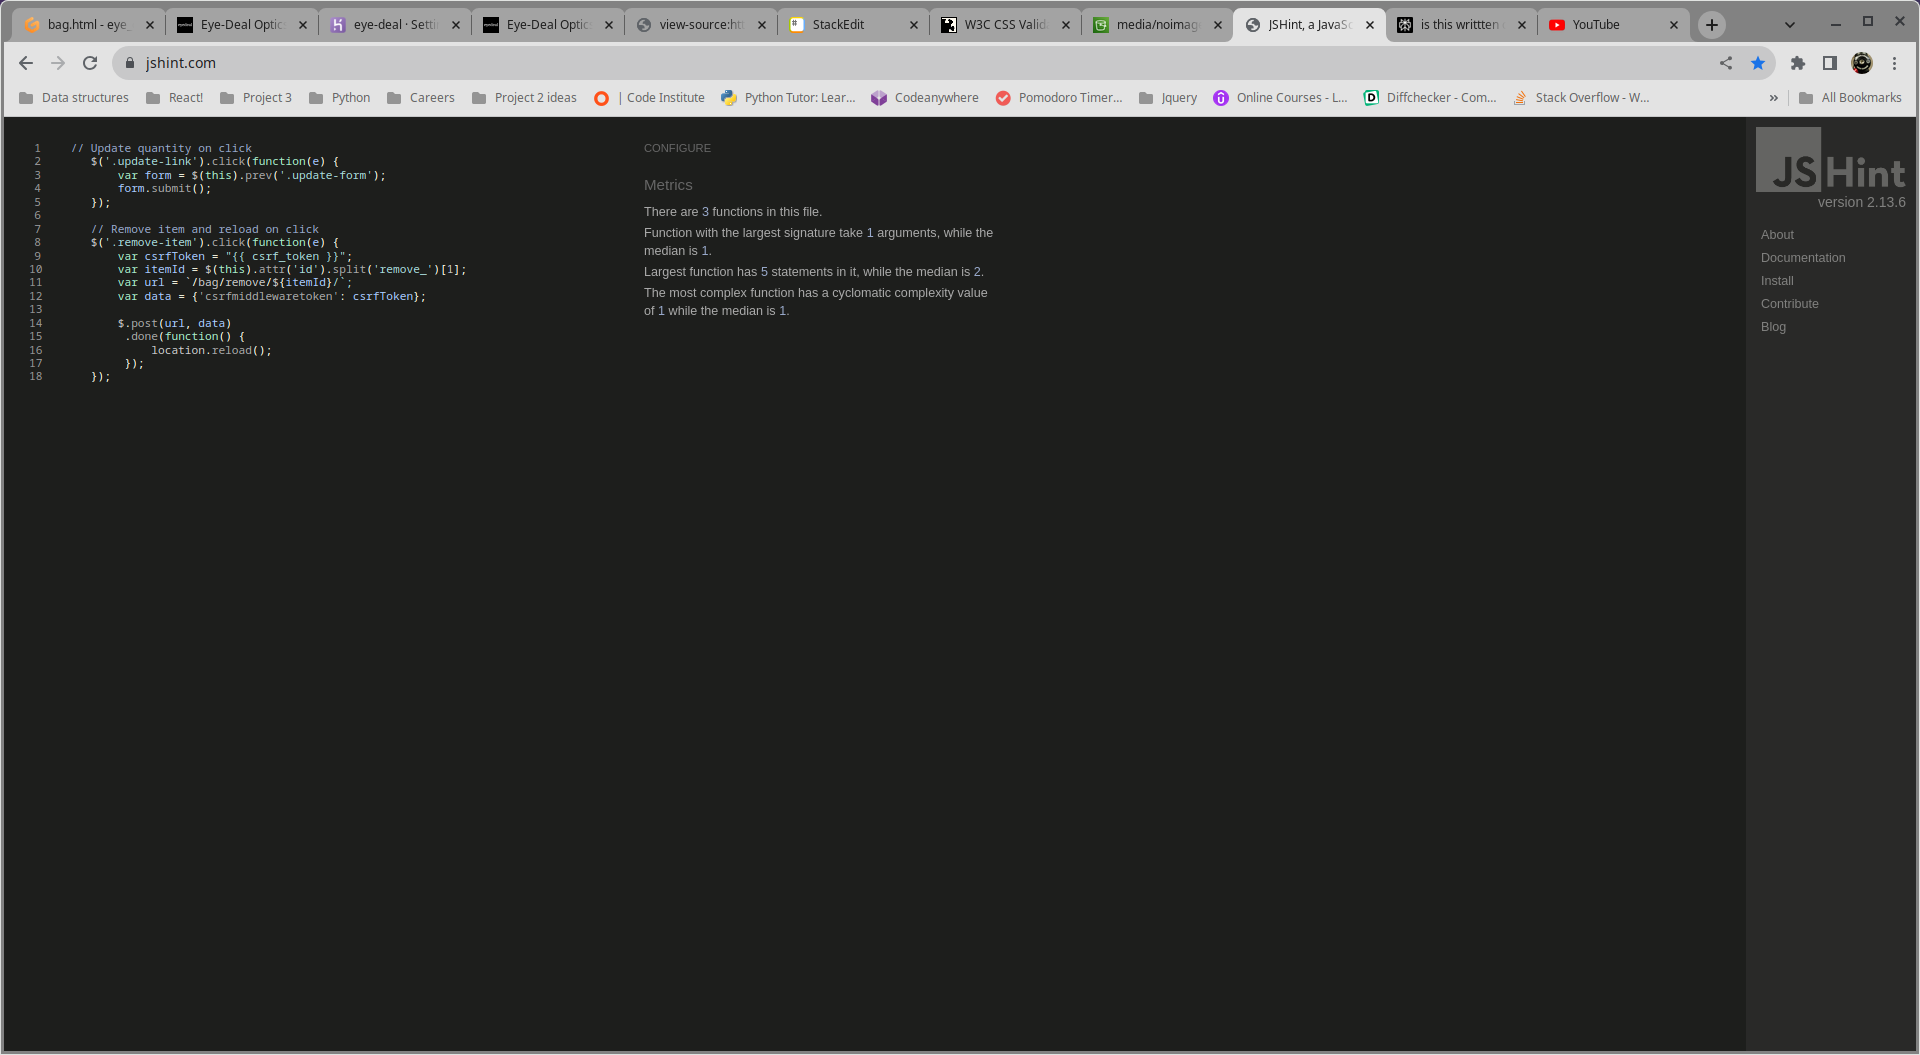 bag.html - eye_
Eye-Deal Optic
eye-deal · Setti
Eye-Deal Optic
view-source:ht
StackEdit
W3C CSS Valid
media/noimag
JSHint, a JavaSc
is this writtten
YouTube
jshint.com
Data structures
React!
Project 3
Python
Careers
Project 2 ideas
| Code Institute
Python Tutor: Lear...
Codeanywhere
Pomodoro Timer...
Jquery
Online Courses - L...
Diffchecker - Com...
Stack Overflow - W...
»
All Bookmarks
1 // Update quantity on click
2 $('.update-link').click(function(e) {
3 var form = $(this).prev('.update-form');
4 form.submit();
5 });
6
7 // Remove item and reload on click
8 $('.remove-item').click(function(e) {
9 var csrfToken = "{{ csrf_token }}";
10 var itemId = $(this).attr('id').split('remove_')[1];
11 var url = `/bag/remove/${itemId}/`;
12 var data = {'csrfmiddlewaretoken': csrfToken};
13
14 $.post(url, data)
15 .done(function() {
16 location.reload();
17 });
18 });
CONFIGURE
Metrics
There are 3 functions in this file.
Function with the largest signature take 1 arguments, while the
median is 1.
Largest function has 5 statements in it, while the median is 2.
The most complex function has a cyclomatic complexity value
of 1 while the median is 1.
JSHint
version 2.13.6
About
Documentation
Install
Contribute
Blog